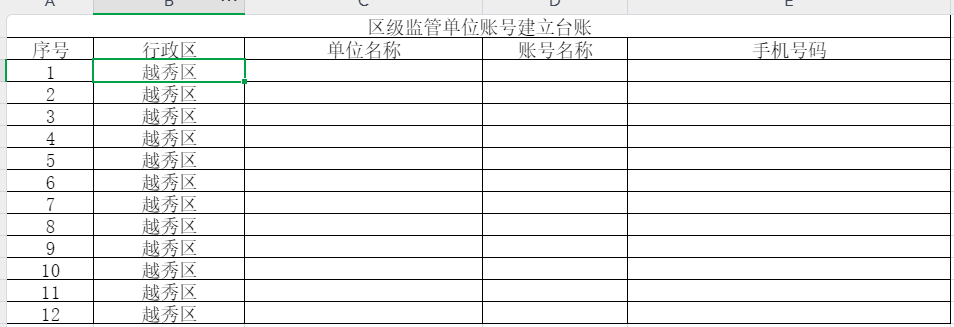 A B ... C D E
区级监管单位账号建立台账
序号 行政区 单位名称 账号名称 手机号码
1 越秀区
2 越秀区
3 越秀区
4 越秀区
5 越秀区
6 越秀区
7 越秀区
8 越秀区
9 越秀区
10 越秀区
11 越秀区
12 越秀区